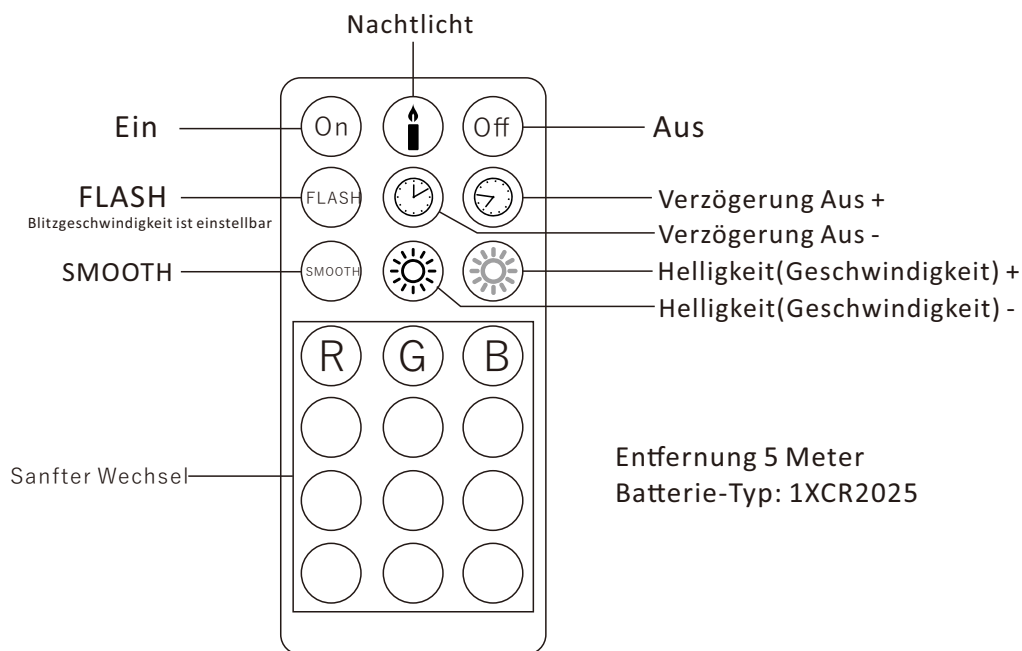 Nachtlicht
Ein
On
Off
Aus
FLASH
Blitzgeschwindigkeit ist einstellbar
FLASH
Verzögerung Aus +
Verzögerung Aus -
SMOOTH
SMOOTH
Helligkeit(Geschwindigkeit) +
Helligkeit(Geschwindigkeit) -
R G B
Sanfter Wechsel
Entfernung 5 Meter
Batterie-Typ: 1XCR2025